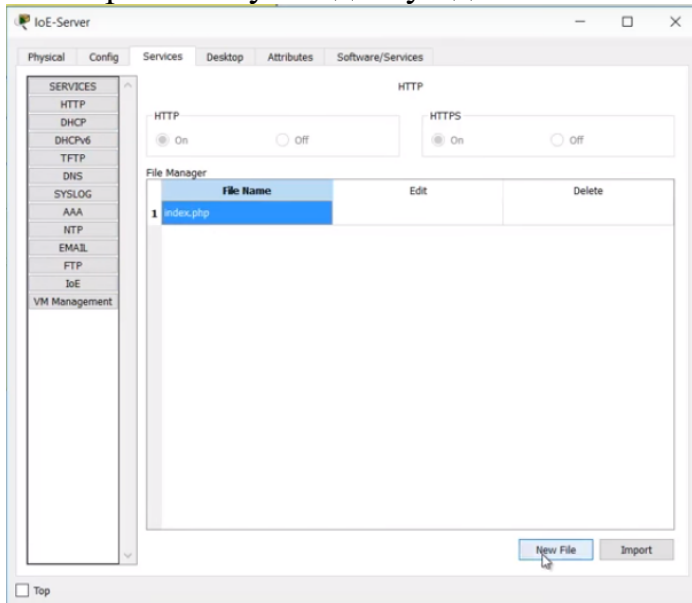 IoE-Server
Physical Config Services Desktop Attributes Software/Services
SERVICES
HTTP
DHCP
DHCPv6
TFTP
DNS
SYSLOG
AAA
NTP
EMAIL
FTP
IoE
VM Management
HTTP
HTTP
On Off
HTTPS
On Off
File Manager
File Name Edit Delete
1 index.php
New File Import
Top